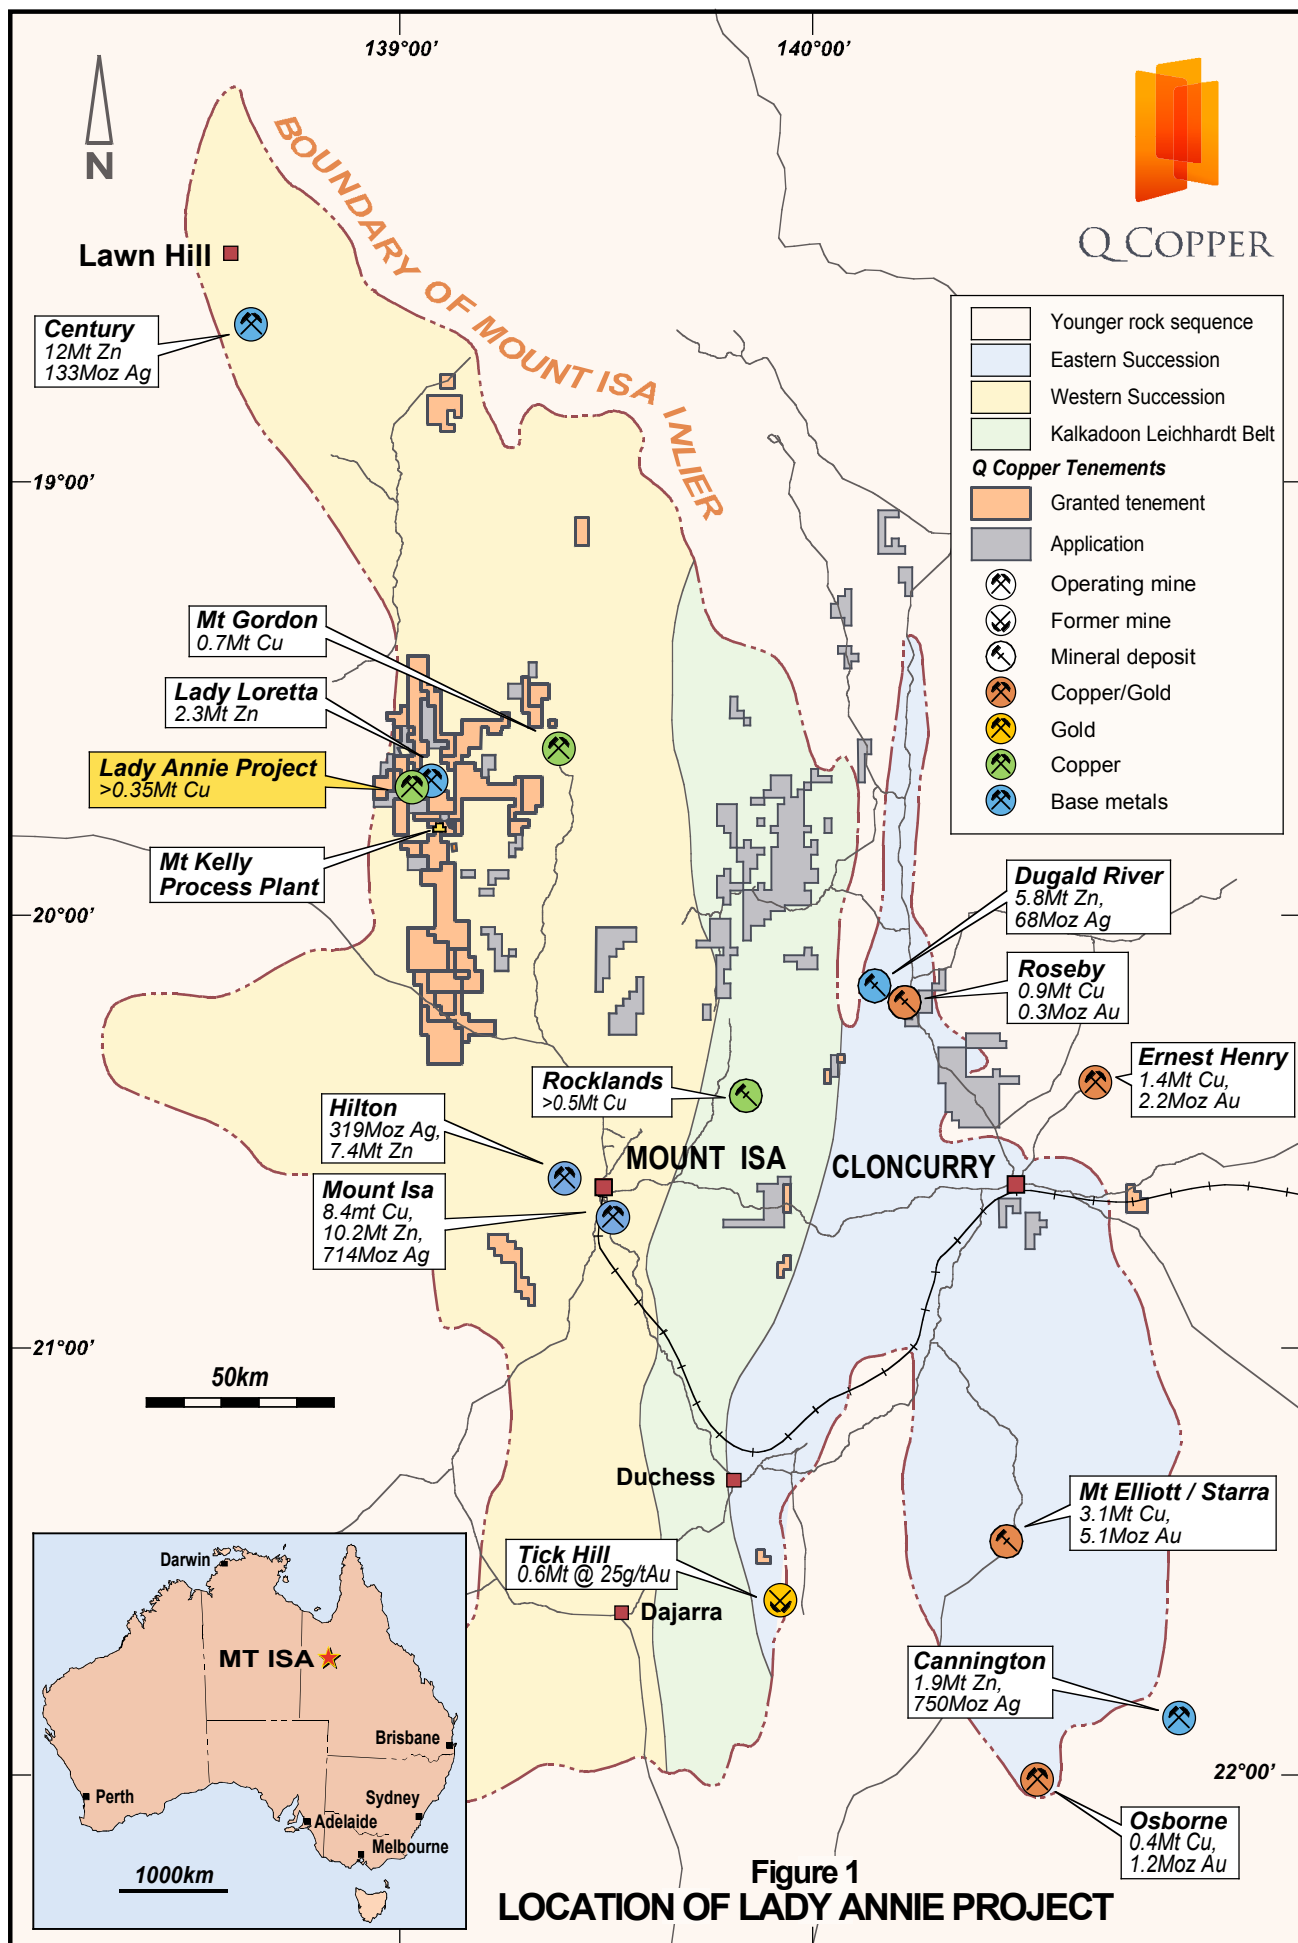 139°00'
140°00'
N
BOUNDARY OF MOUNT ISA INLIER
Q COPPER
Lawn Hill
Century
12Mt Zn
133Moz Ag
Younger rock sequence
Eastern Succession
Western Succession
Kalkadoon Leichhardt Belt
Q Copper Tenements
Granted tenement
Application
Operating mine
Former mine
Mineral deposit
Copper/Gold
Gold
Copper
Base metals
19°00'
Mt Gordon
0.7Mt Cu
Lady Loretta
2.3Mt Zn
Lady Annie Project
>0.35Mt Cu
Mt Kelly
Process Plant
20°00'
Dugald River
5.8Mt Zn,
68Moz Ag
Roseby
0.9Mt Cu
0.3Moz Au
Ernest Henry
1.4Mt Cu,
2.2Moz Au
Rocklands
>0.5Mt Cu
Hilton
319Moz Ag,
7.4Mt Zn
MOUNT ISA
CLONCURRY
Mount Isa
8.4mt Cu,
10.2Mt Zn,
714Moz Ag
21°00'
50km
Duchess
Mt Elliott / Starra
3.1Mt Cu,
5.1Moz Au
Tick Hill
0.6Mt @ 25g/tAu
Dajarra
Cannington
1.9Mt Zn,
750Moz Ag
22°00'
Osborne
0.4Mt Cu,
1.2Moz Au
Darwin
MT ISA
Brisbane
Perth
Sydney
Adelaide
Melbourne
1000km
Figure 1
LOCATION OF LADY ANNIE PROJECT